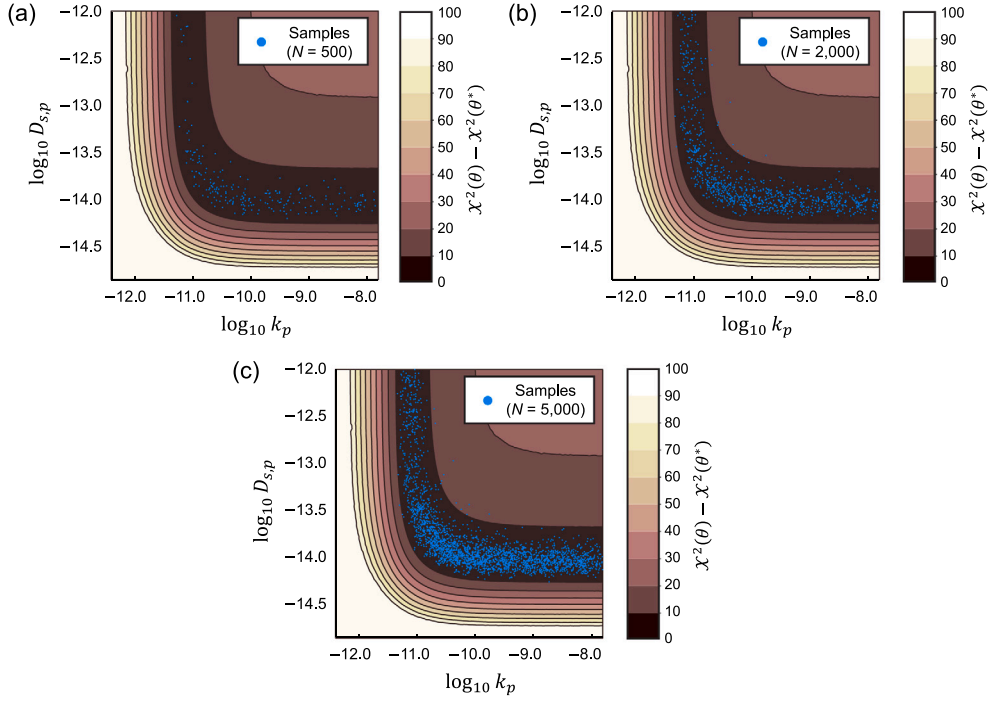 (a)
Samples
(N = 500)
−12.0
−12.5
−13.0
−13.5
−14.0
−14.5
log₁₀ Dₛ,ₚ
−12.0 −11.0 −10.0 −9.0 −8.0
log₁₀ kₚ
100
90
80
70
60
50
40
30
20
10
0
𝒳²(θ) − 𝒳²(θ*)
(b)
Samples
(N = 2,000)
−12.0
−12.5
−13.0
−13.5
−14.0
−14.5
log₁₀ Dₛ,ₚ
−12.0 −11.0 −10.0 −9.0 −8.0
log₁₀ kₚ
100
90
80
70
60
50
40
30
20
10
0
𝒳²(θ) − 𝒳²(θ*)
(c)
Samples
(N = 5,000)
−12.0
−12.5
−13.0
−13.5
−14.0
−14.5
log₁₀ Dₛ,ₚ
−12.0 −11.0 −10.0 −9.0 −8.0
log₁₀ kₚ
100
90
80
70
60
50
40
30
20
10
0
𝒳²(θ) − 𝒳²(θ*)